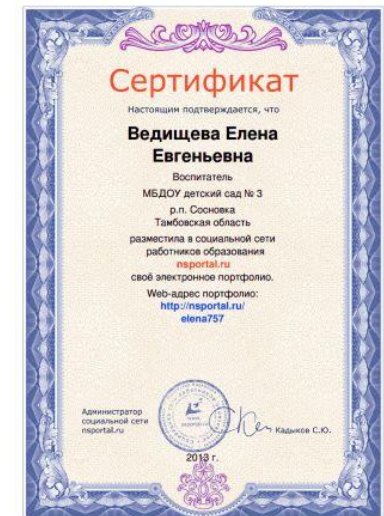 Сертификат
Настоящим подтверждается, что
Ведищева Елена
Евгеньевна
Воспитатель
МБДОУ детский сад № 3
р.п. Сосновка
Тамбовская область
разместила в социальной сети
работников образования
nsportal.ru
своё электронное портфолио.
Web-адрес портфолио:
http://nsportal.ru/
elena757
Администратор
социальной сети
nsportal.ru
Кадыков С.Ю.
2013 г.